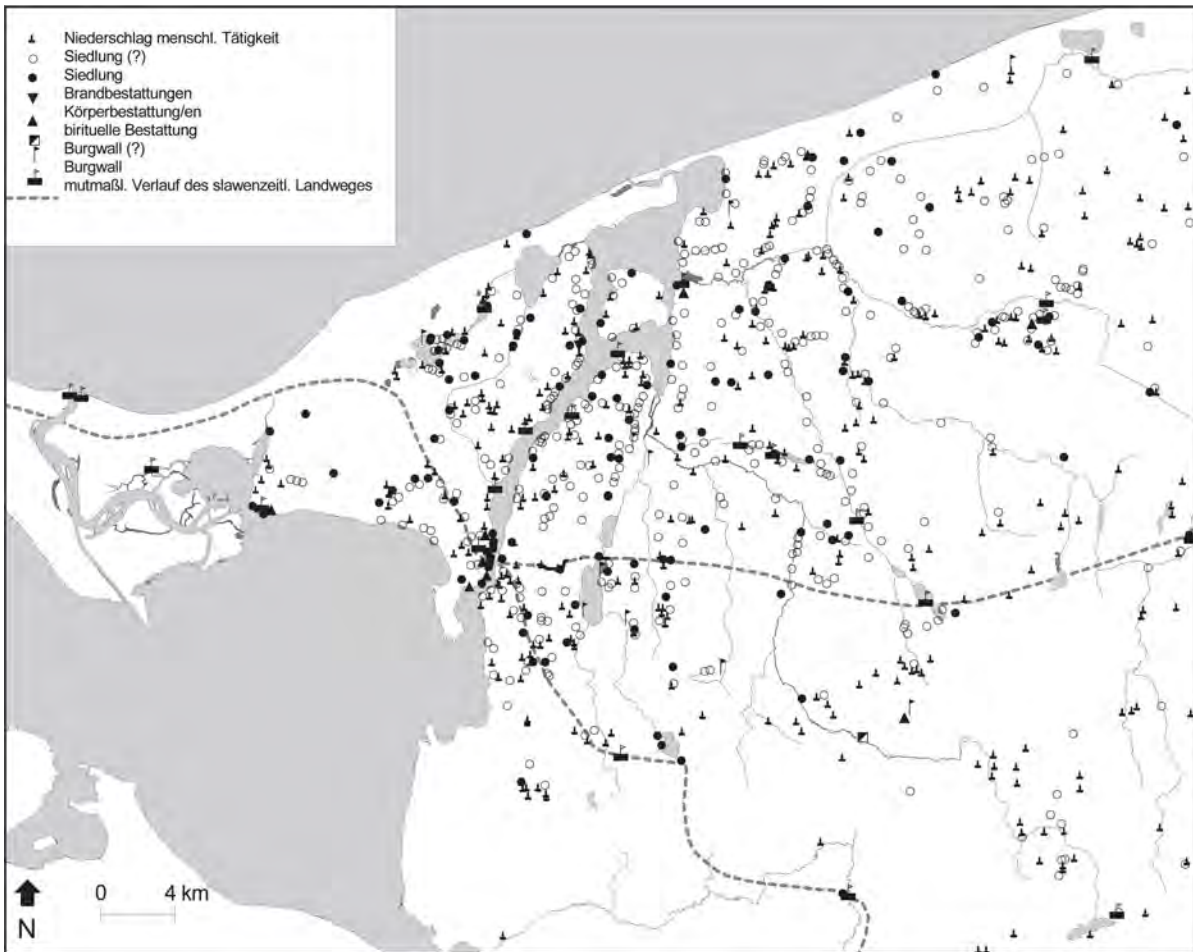 Niederschlag menschl. Tätigkeit
Siedlung (?)
Siedlung
Brandbestattungen
Körperbestattung/en
birituelle Bestattung
Burgwall (?)
Burgwall
mutmaßl. Verlauf des slawenzeitl. Landweges
0 4 km
N